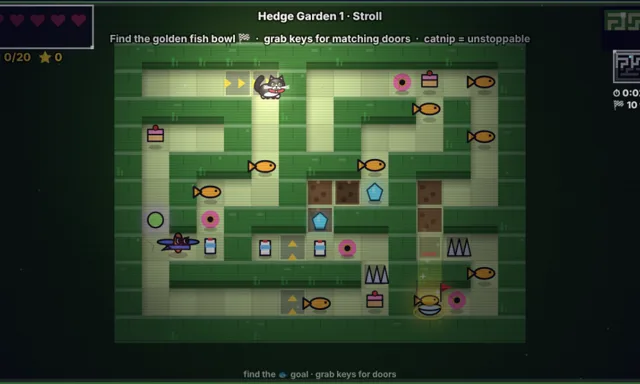 Hedge Garden 1 · Stroll
Find the golden fish bowl 🏁 · grab keys for matching doors · catnip = unstoppable
0/20 ⭐ 0
🏁 10
find the 🐟 goal · grab keys for doors